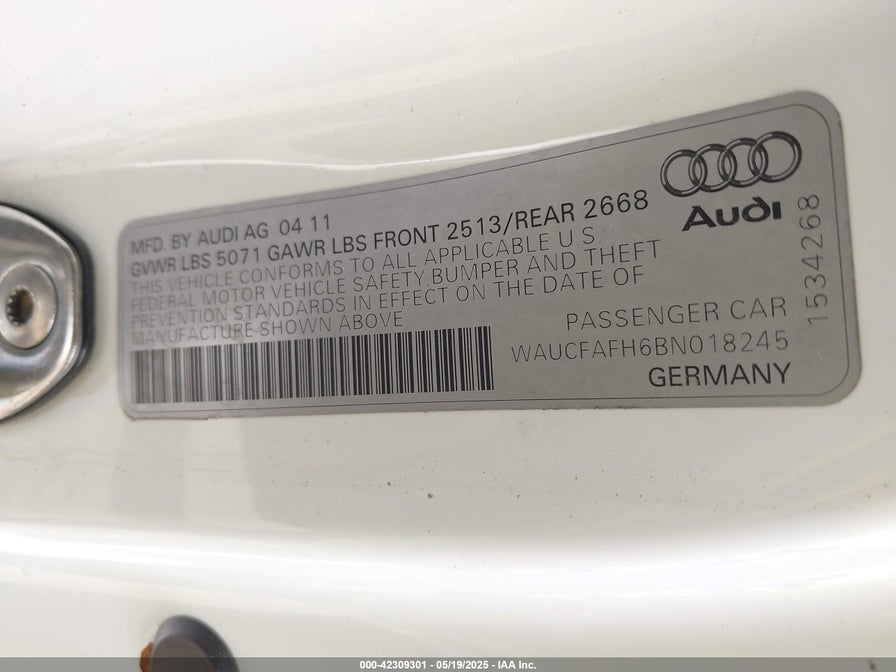 Audi
MFD. BY AUDI AG 04 11
GVWR LBS 5071 GAWR LBS FRONT 2513/REAR 2668
THIS VEHICLE CONFORMS TO ALL APPLICABLE U.S.
FEDERAL MOTOR VEHICLE SAFETY,BUMPER AND THEFT
PREVENTION STANDARDS IN EFFECT ON THE DATE OF
MANUFACTURE SHOWN ABOVE
PASSENGER CAR
WAUCFAFH6BN018245
GERMANY
1534268
000-42309301 - 05/19/2025 - IAA Inc.